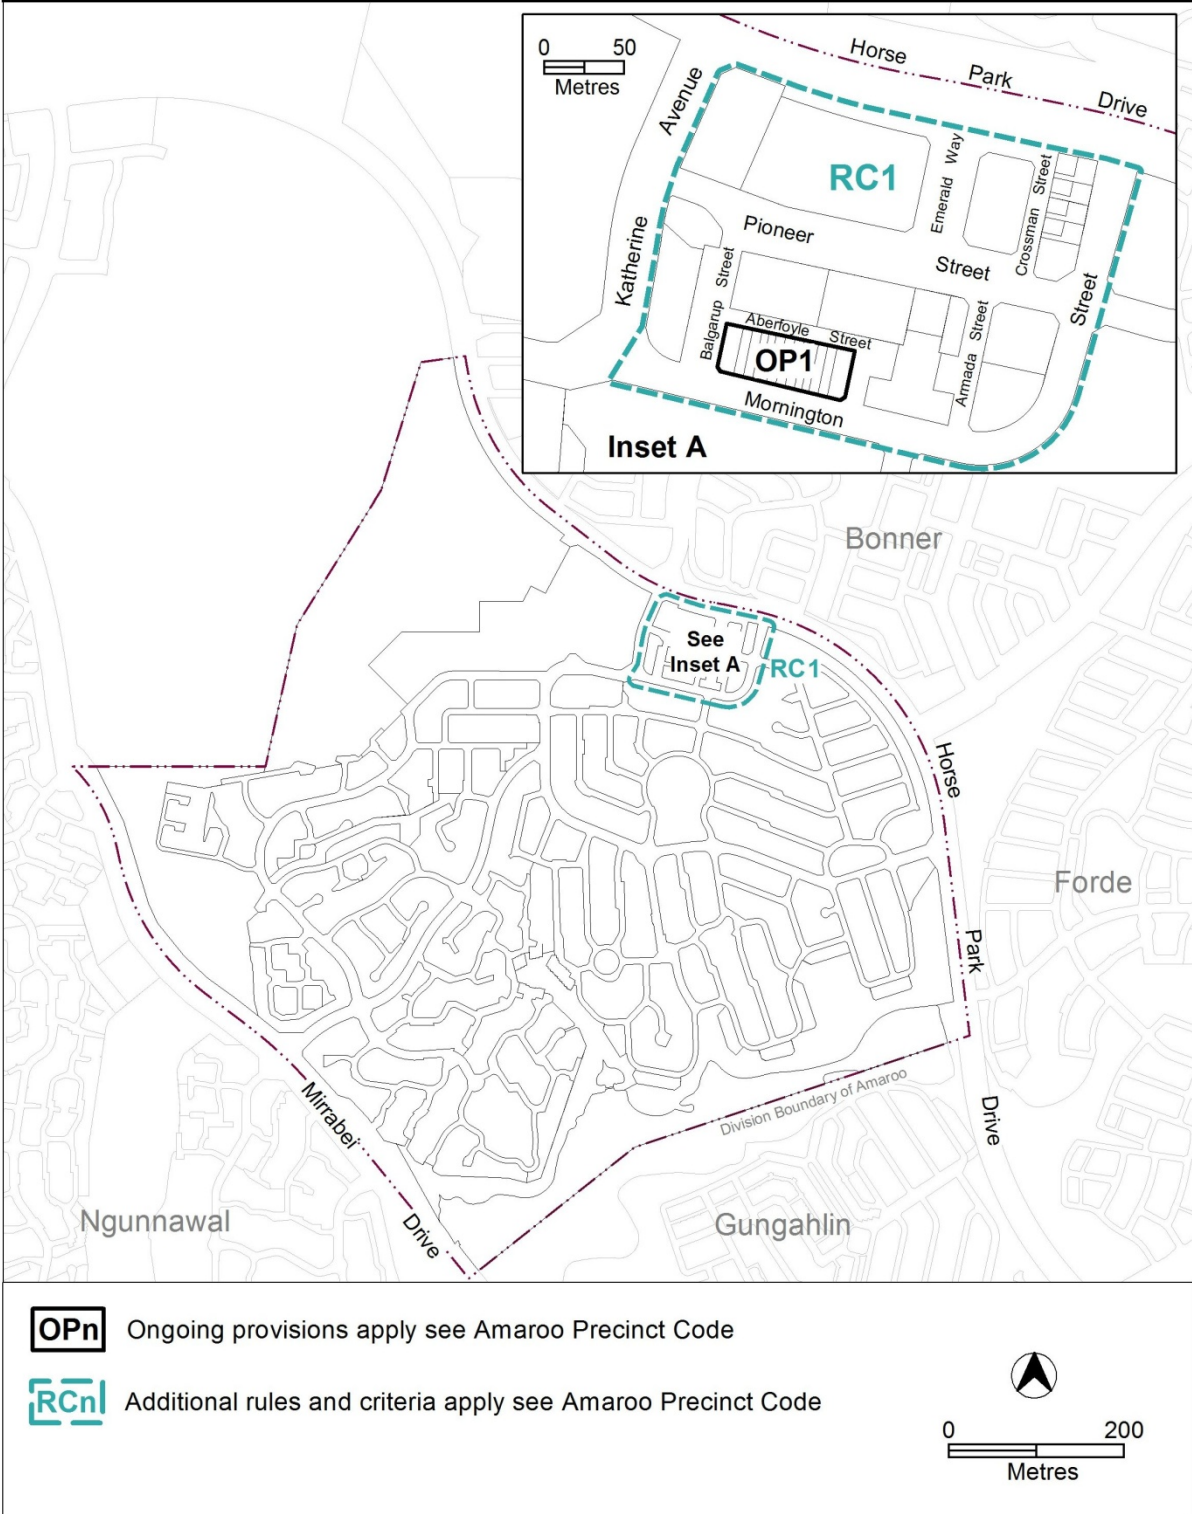 0 50
Metres
Horse
Park
Drive
Avenue
Katherine
RC1
Emerald Way
Crossman Street
Pioneer
Street
Street
Balgarup Street
Aberfoyle Street
Armada Street
OP1
Mornington
Inset A
Bonner
See
Inset A
RC1
Horse
Park
Drive
Forde
Division Boundary of Amaroo
Mirrabei
Drive
Ngunnawal
Gungahlin
OPn Ongoing provisions apply see Amaroo Precinct Code
RCn Additional rules and criteria apply see Amaroo Precinct Code
0 200
Metres